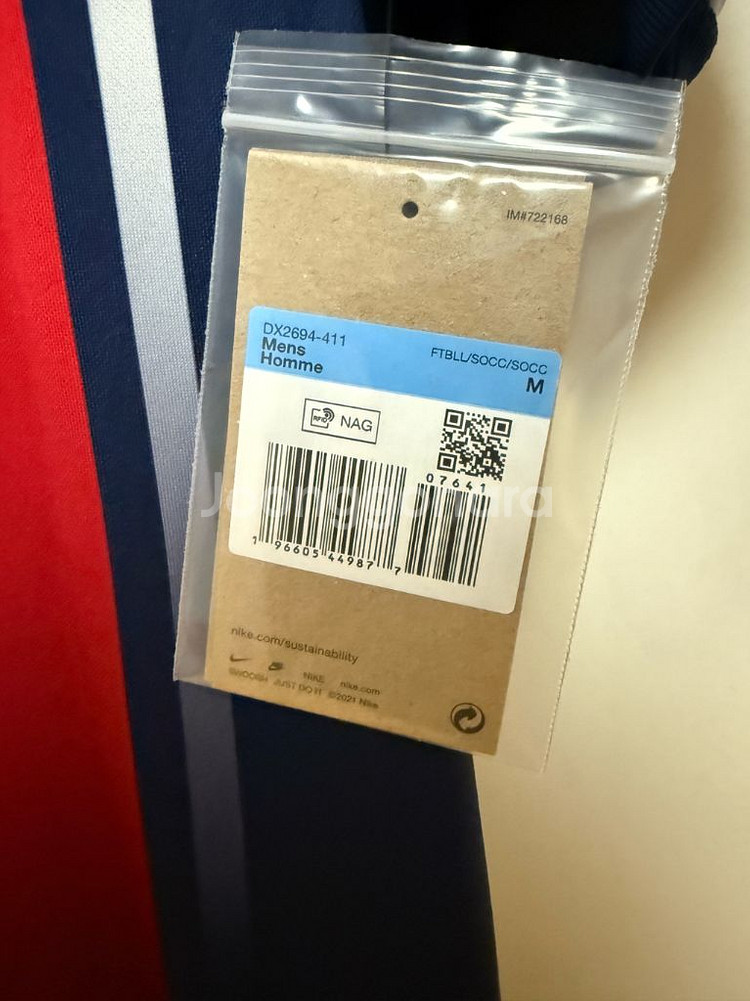 IM#722168
DX2694-411
Mens
Homme
FTBLL/SOCC/SOCC
M
RFID
NAG
07641
1 96605 44987 7
Joonggonara
nike.com/sustainability
NIKE nike.com
SWOOSH JUST DO IT ©2021 Nike